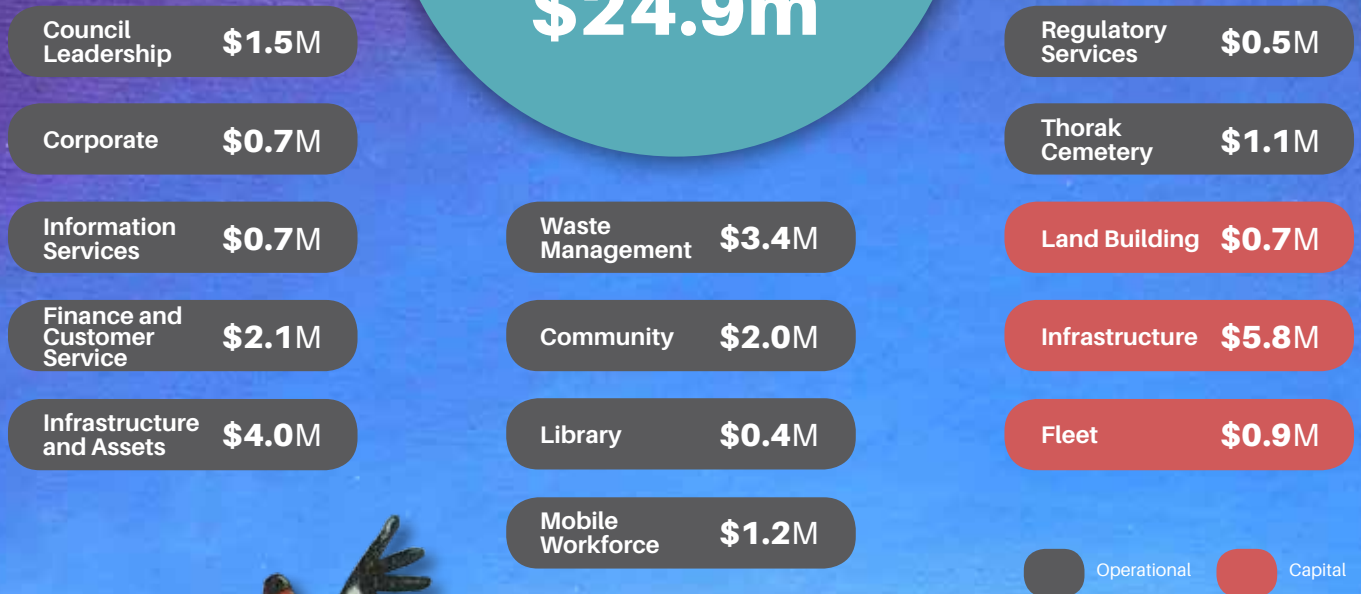 $24.9m
Council
Leadership
$1.5M
Corporate
$0.7M
Information
Services
$0.7M
Finance and
Customer
Service
$2.1M
Infrastructure
and Assets
$4.0M
Waste
Management
$3.4M
Community
$2.0M
Library
$0.4M
Mobile
Workforce
$1.2M
Regulatory
Services
$0.5M
Thorak
Cemetery
$1.1M
Land Building
$0.7M
Infrastructure
$5.8M
Fleet
$0.9M
Operational
Capital